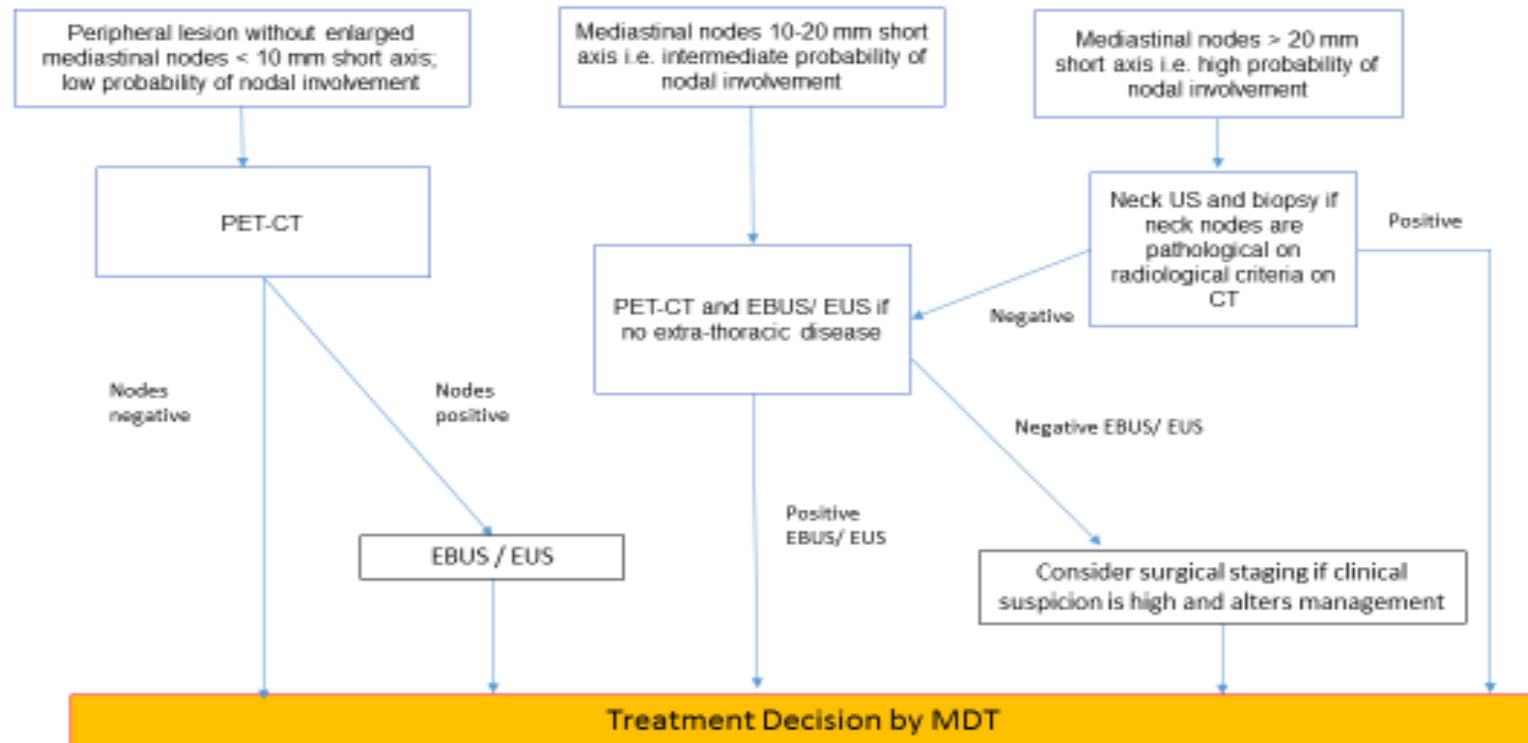 Peripheral lesion without enlarged
mediastinal nodes < 10 mm short axis;
low probability of nodal involvement
Mediastinal nodes 10-20 mm short
axis i.e. intermediate probability of
nodal involvement
Mediastinal nodes > 20 mm
short axis i.e. high probability of
nodal involvement
PET-CT
Neck US and biopsy if
neck nodes are
pathological on
radiological criteria on
CT
Positive
PET-CT and EBUS/ EUS if
no extra-thoracic disease
Negative
Nodes
negative
Nodes
positive
Negative EBUS/ EUS
Positive
EBUS/ EUS
EBUS / EUS
Consider surgical staging if clinical
suspicion is high and alters management
Treatment Decision by MDT